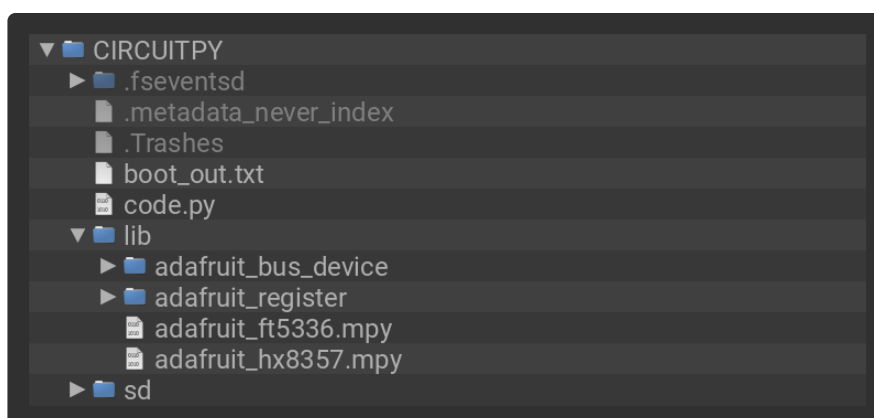 CIRCUITPY
.fseventsd
.metadata_never_index
.Trashes
boot_out.txt
code.py
lib
adafruit_bus_device
adafruit_register
adafruit_ft5336.mpy
adafruit_hx8357.mpy
sd